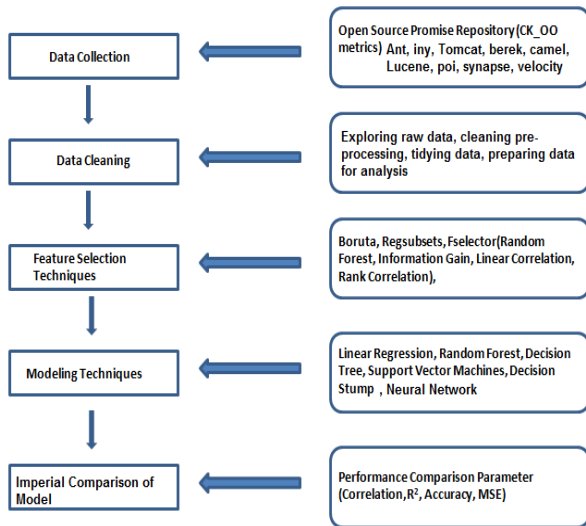 Data Collection
Open Source Promise Repository(CK_OO
metrics) Ant, iny, Tomcat, berek, camel,
Lucene, poi, synapse, velocity
Data Cleaning
Exploring raw data, cleaning pre-
processing, tidying data, preparing data
for analysis
Feature Selection
Techniques
Boruta, Regsubsets, Fselector(Random
Forest, Information Gain, Linear Correlation,
Rank Correlation),
Modeling Techniques
Linear Regression, Random Forest, Decision
Tree, Support Vector Machines, Decision
Stump , Neural Network
Imperial Comparison of
Model
Performance Comparison Parameter
(Correlation,R², Accuracy, MSE)